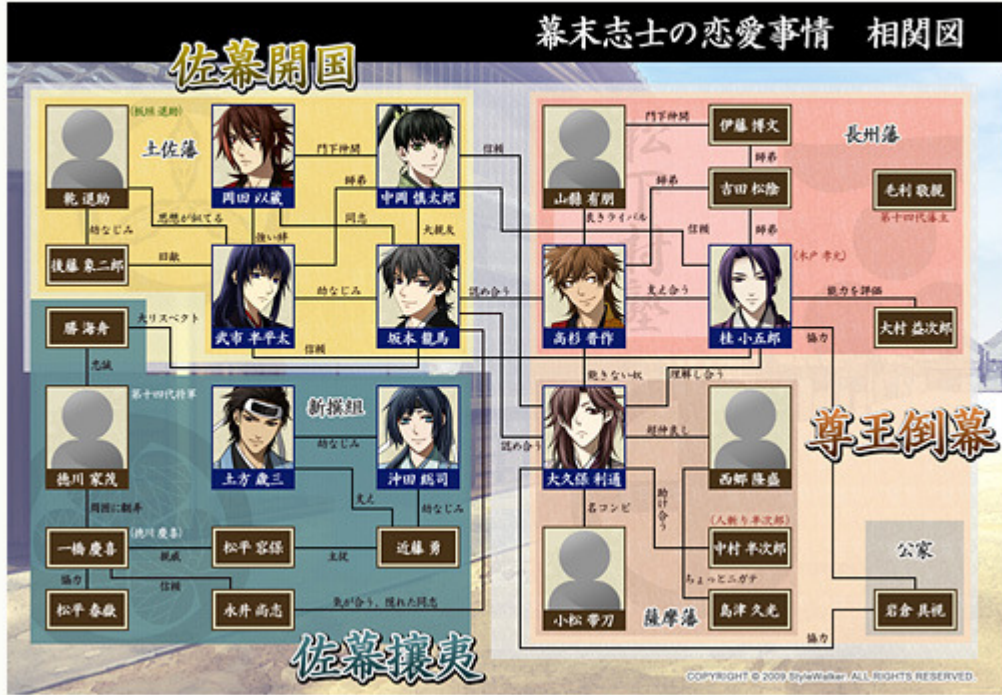 幕末志士の恋愛事情 相関図
佐幕開国
(板垣 退助)
土佐藩
乾 退助
岡田 以蔵
門下仲間
中岡 慎太郎
信頼
師弟
思想が似てる
同志
幼なじみ
強い絆
大親友
後藤 象二郎
旧敵
武市 半平太
幼なじみ
坂本 龍馬
認め合う
勝 海舟
大リスペクト
信頼
忠誠
長州藩
門下仲間
伊藤 博文
師弟
山縣 有朋
師弟
吉田 松陰
毛利 敬親
第十四代藩主
良きライバル
信頼
師弟
(木戸 孝允)
高杉 晋作
支え合う
桂 小五郎
能力を評価
大村 益次郎
協力
飽きない奴
理解し合う
尊王倒幕
第十四代将軍
新撰組
徳川 家茂
土方 歳三
幼なじみ
沖田 総司
認め合う
大久保 利通
超仲良し
西郷 隆盛
周囲に翻弄
支え
幼なじみ
名コンビ
助け合う
(徳川 慶喜)
一橋 慶喜
親戚
松平 容保
主従
近藤 勇
(人斬り半次郎)
中村 半次郎
公家
協力
信頼
ちょっとニガテ
松平 春嶽
永井 尚志
気が合う、隠れた同志
小松 帯刀
薩摩藩
島津 久光
岩倉 具視
協力
佐幕攘夷
COPYRIGHT © 2009 StyleWalker. ALL RIGHTS RESERVED.